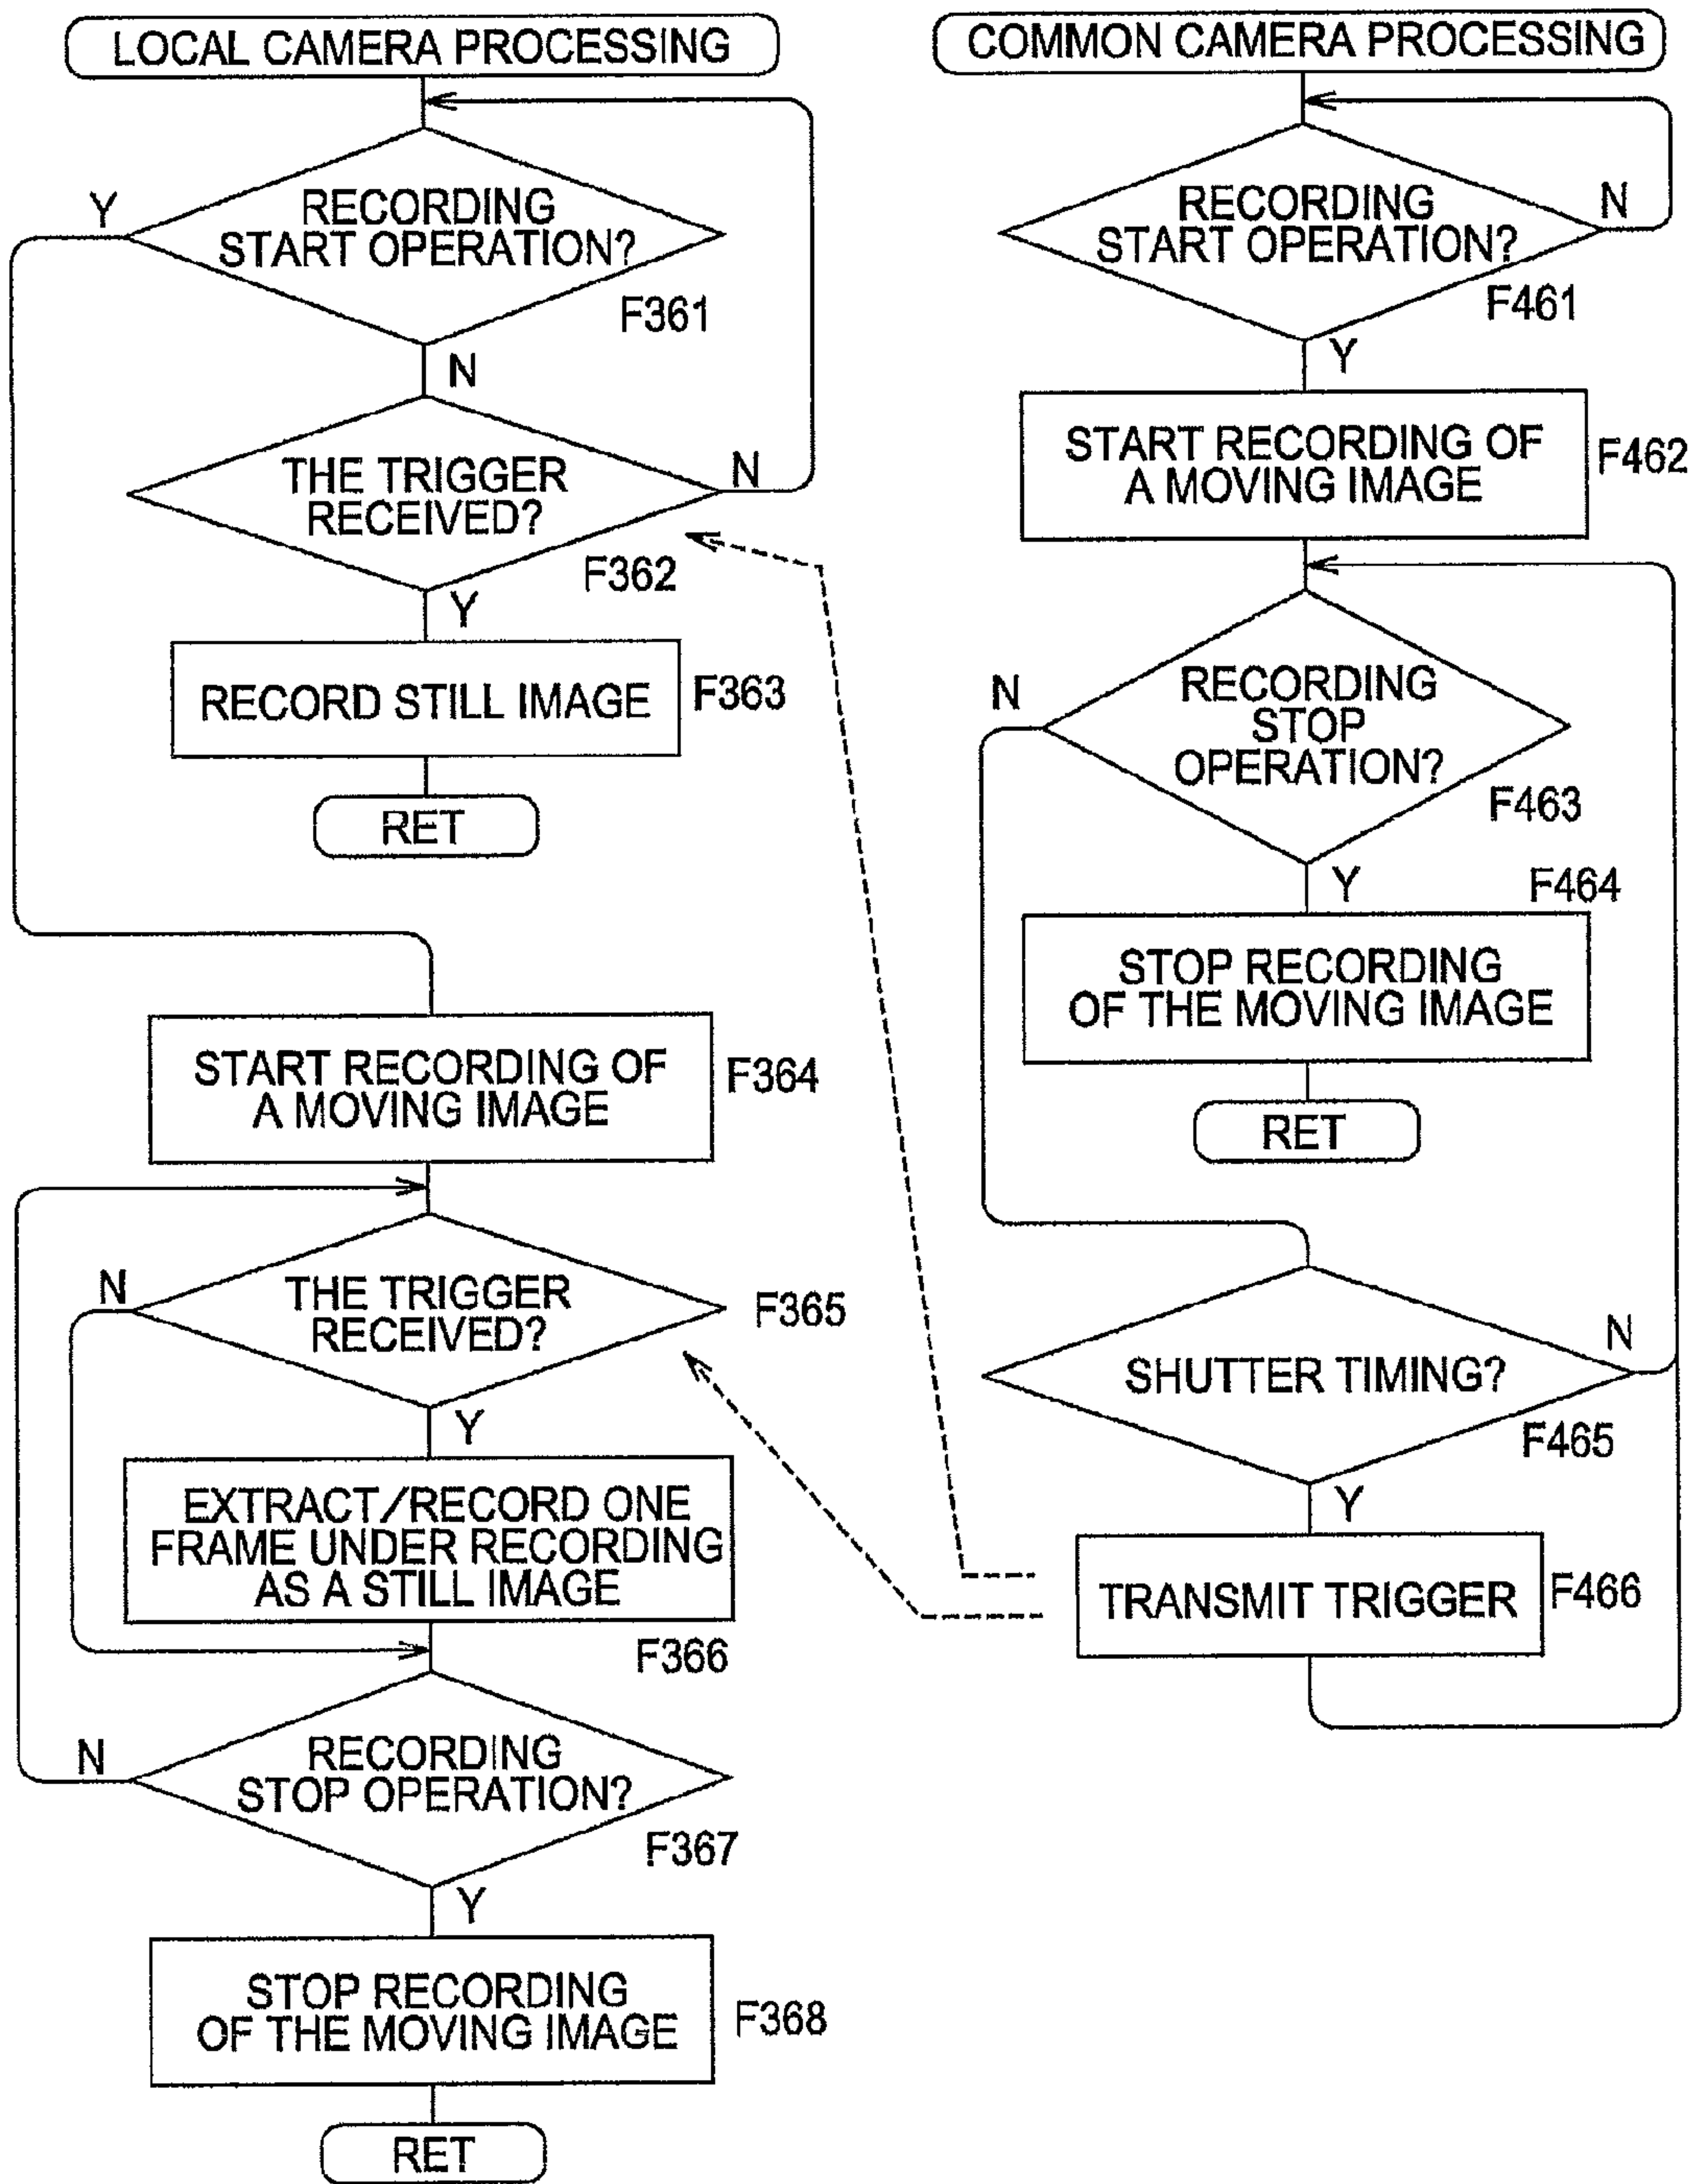 LOCAL CAMERA PROCESSING
Y
RECORDING
START OPERATION?
F361
N
THE TRIGGER
RECEIVED?
N
F362
Y
RECORD STILL IMAGE
F363
RET
START RECORDING OF
A MOVING IMAGE
F364
N
THE TRIGGER
RECEIVED?
F365
Y
EXTRACT/RECORD ONE
FRAME UNDER RECORDING
AS A STILL IMAGE
F366
N
RECORDING
STOP OPERATION?
F367
Y
STOP RECORDING
OF THE MOVING IMAGE
F368
RET
COMMON CAMERA PROCESSING
RECORDING
START OPERATION?
N
F461
Y
START RECORDING OF
A MOVING IMAGE
F462
N
RECORDING
STOP
OPERATION?
F463
Y
F464
STOP RECORDING
OF THE MOVING IMAGE
RET
N
SHUTTER TIMING?
F465
Y
TRANSMIT TRIGGER
F466